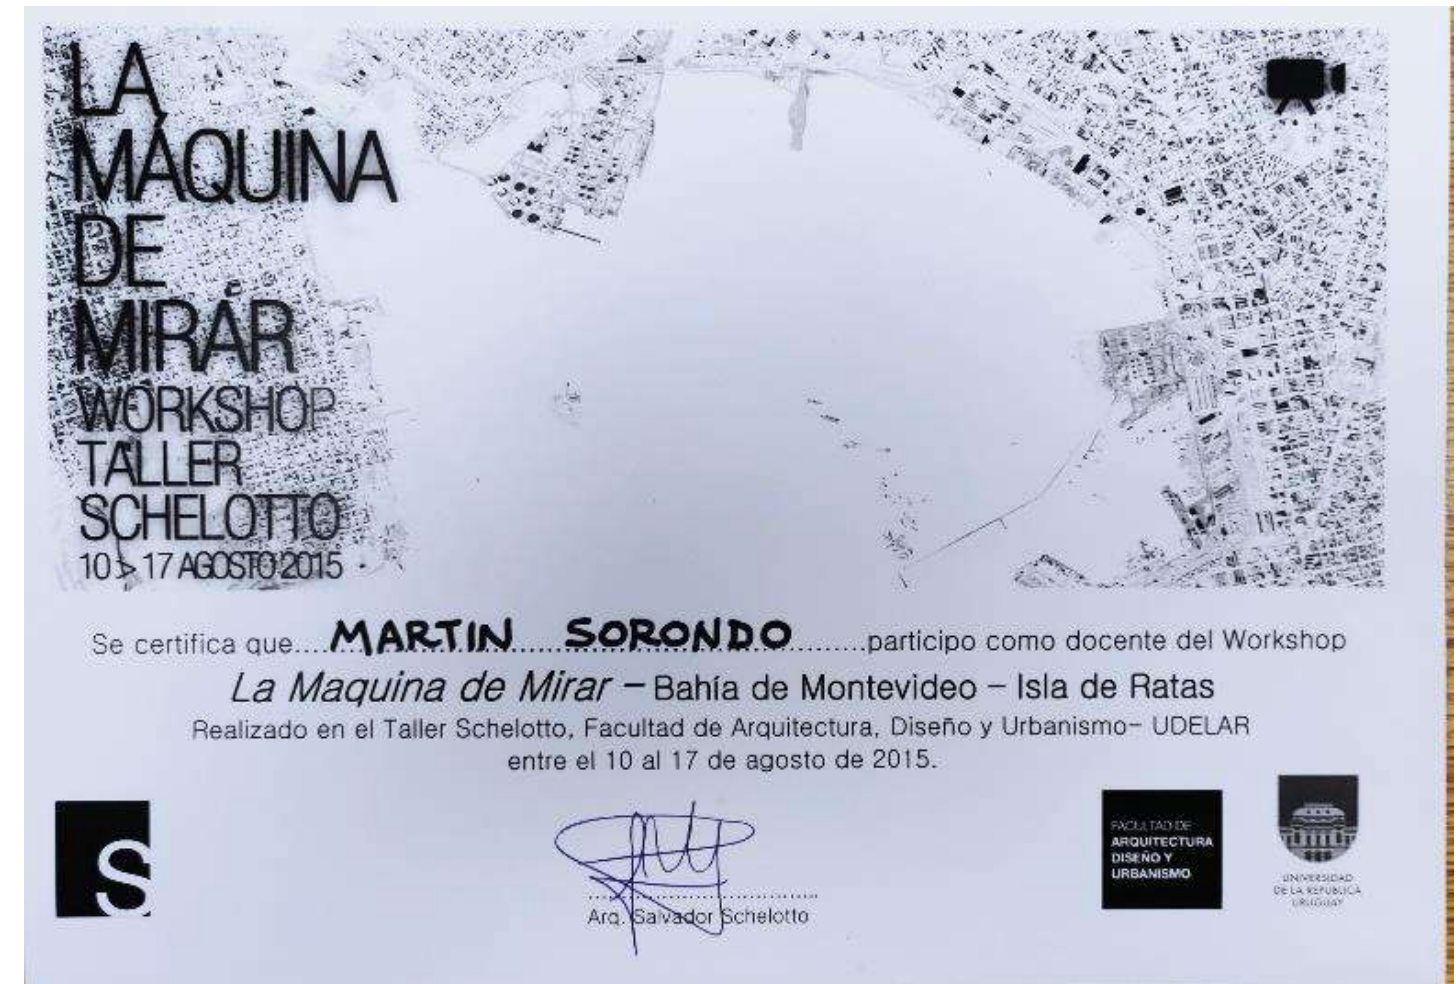 LA
MÁQUINA
DE
MIRAR
WORKSHOP
TALLER
SCHELOTTO
10 > 17 AGOSTO 2015
Se certifica que....MARTIN SORONDO..........participo como docente del Workshop
La Maquina de Mirar – Bahía de Montevideo – Isla de Ratas
Realizado en el Taller Schelotto, Facultad de Arquitectura, Diseño y Urbanismo– UDELAR
entre el 10 al 17 de agosto de 2015.
S
Arq. Salvador Schelotto
FACULTAD DE
ARQUITECTURA
DISEÑO Y
URBANISMO
UNIVERSIDAD
DE LA REPÚBLICA
URUGUAY